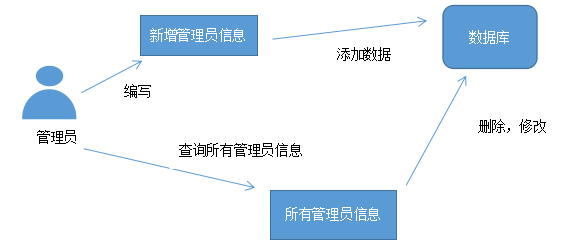 新增管理员信息
数据库
添加数据
编写
管理员
删除，修改
查询所有管理员信息
所有管理员信息